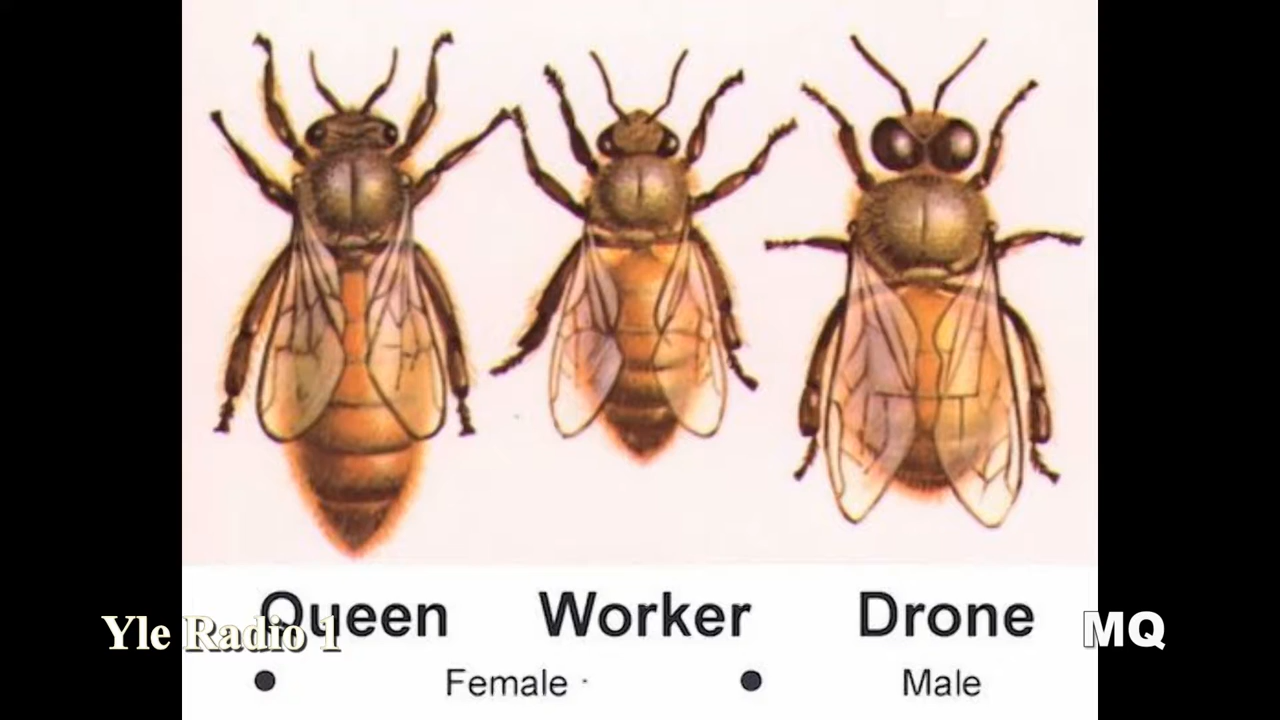 Queen Worker Drone
Yle Radio 1 MQ
● Female · ● Male